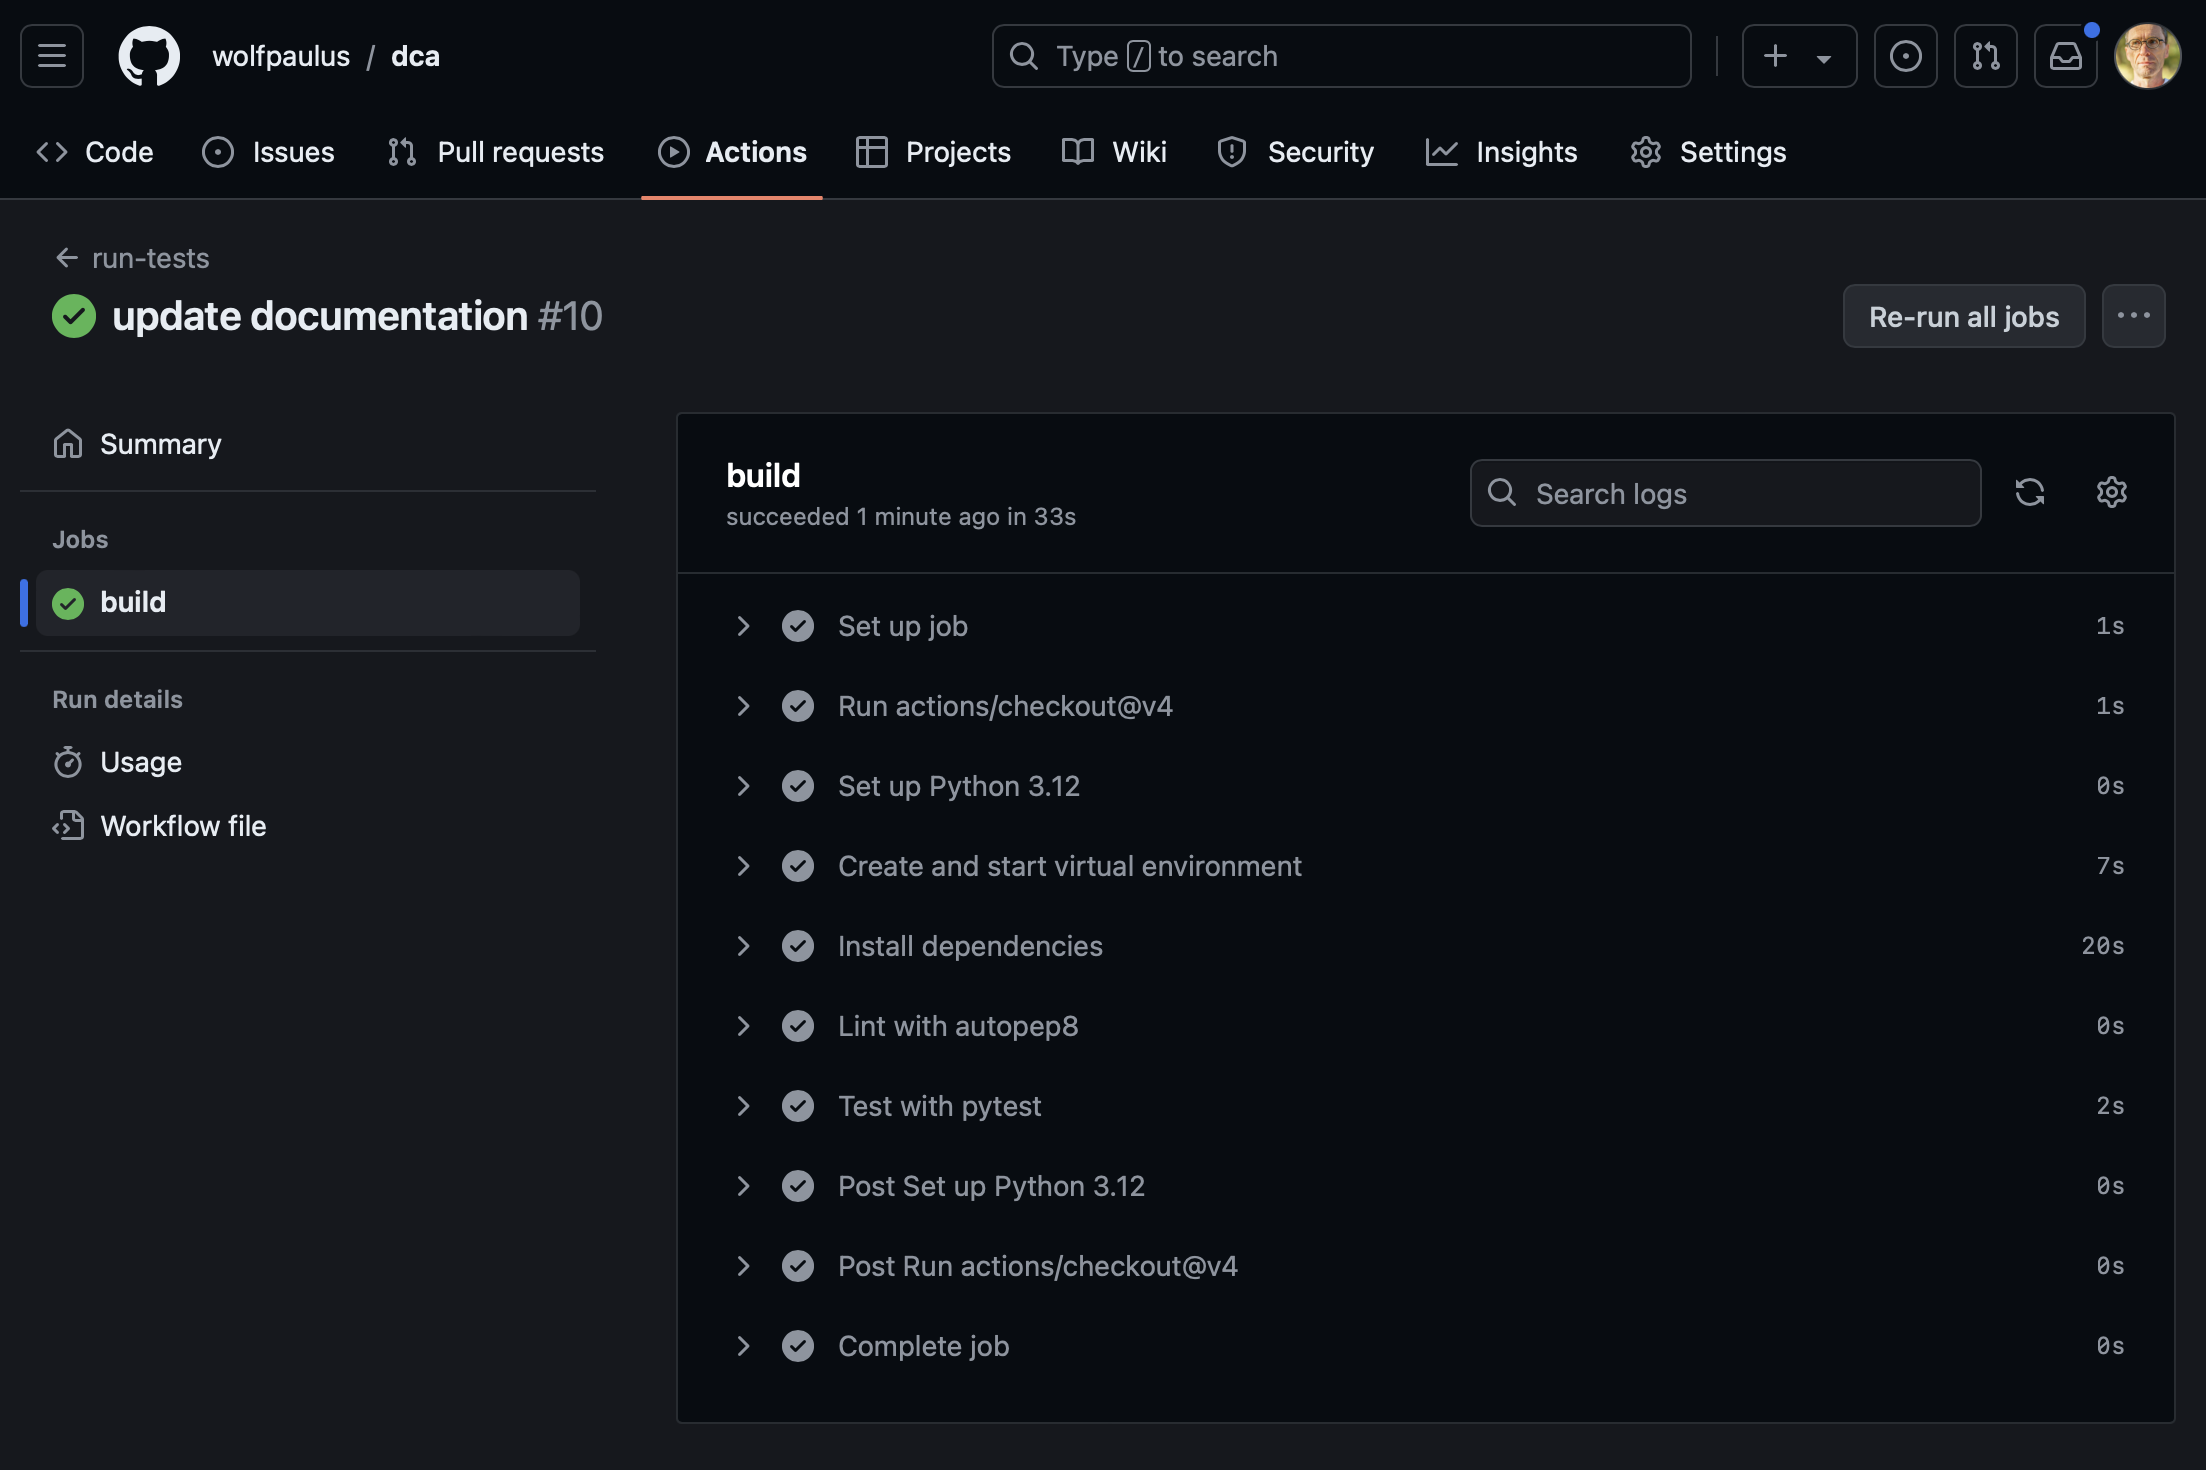 wolfpaulus / dca
Type / to search
Code
Issues
Pull requests
Actions
Projects
Wiki
Security
Insights
Settings
run-tests
update documentation #10
Re-run all jobs
Summary
Jobs
build
Run details
Usage
Workflow file
build
succeeded 1 minute ago in 33s
Search logs
Set up job 1s
Run actions/checkout@v4 1s
Set up Python 3.12 0s
Create and start virtual environment 7s
Install dependencies 20s
Lint with autopep8 0s
Test with pytest 2s
Post Set up Python 3.12 0s
Post Run actions/checkout@v4 0s
Complete job 0s